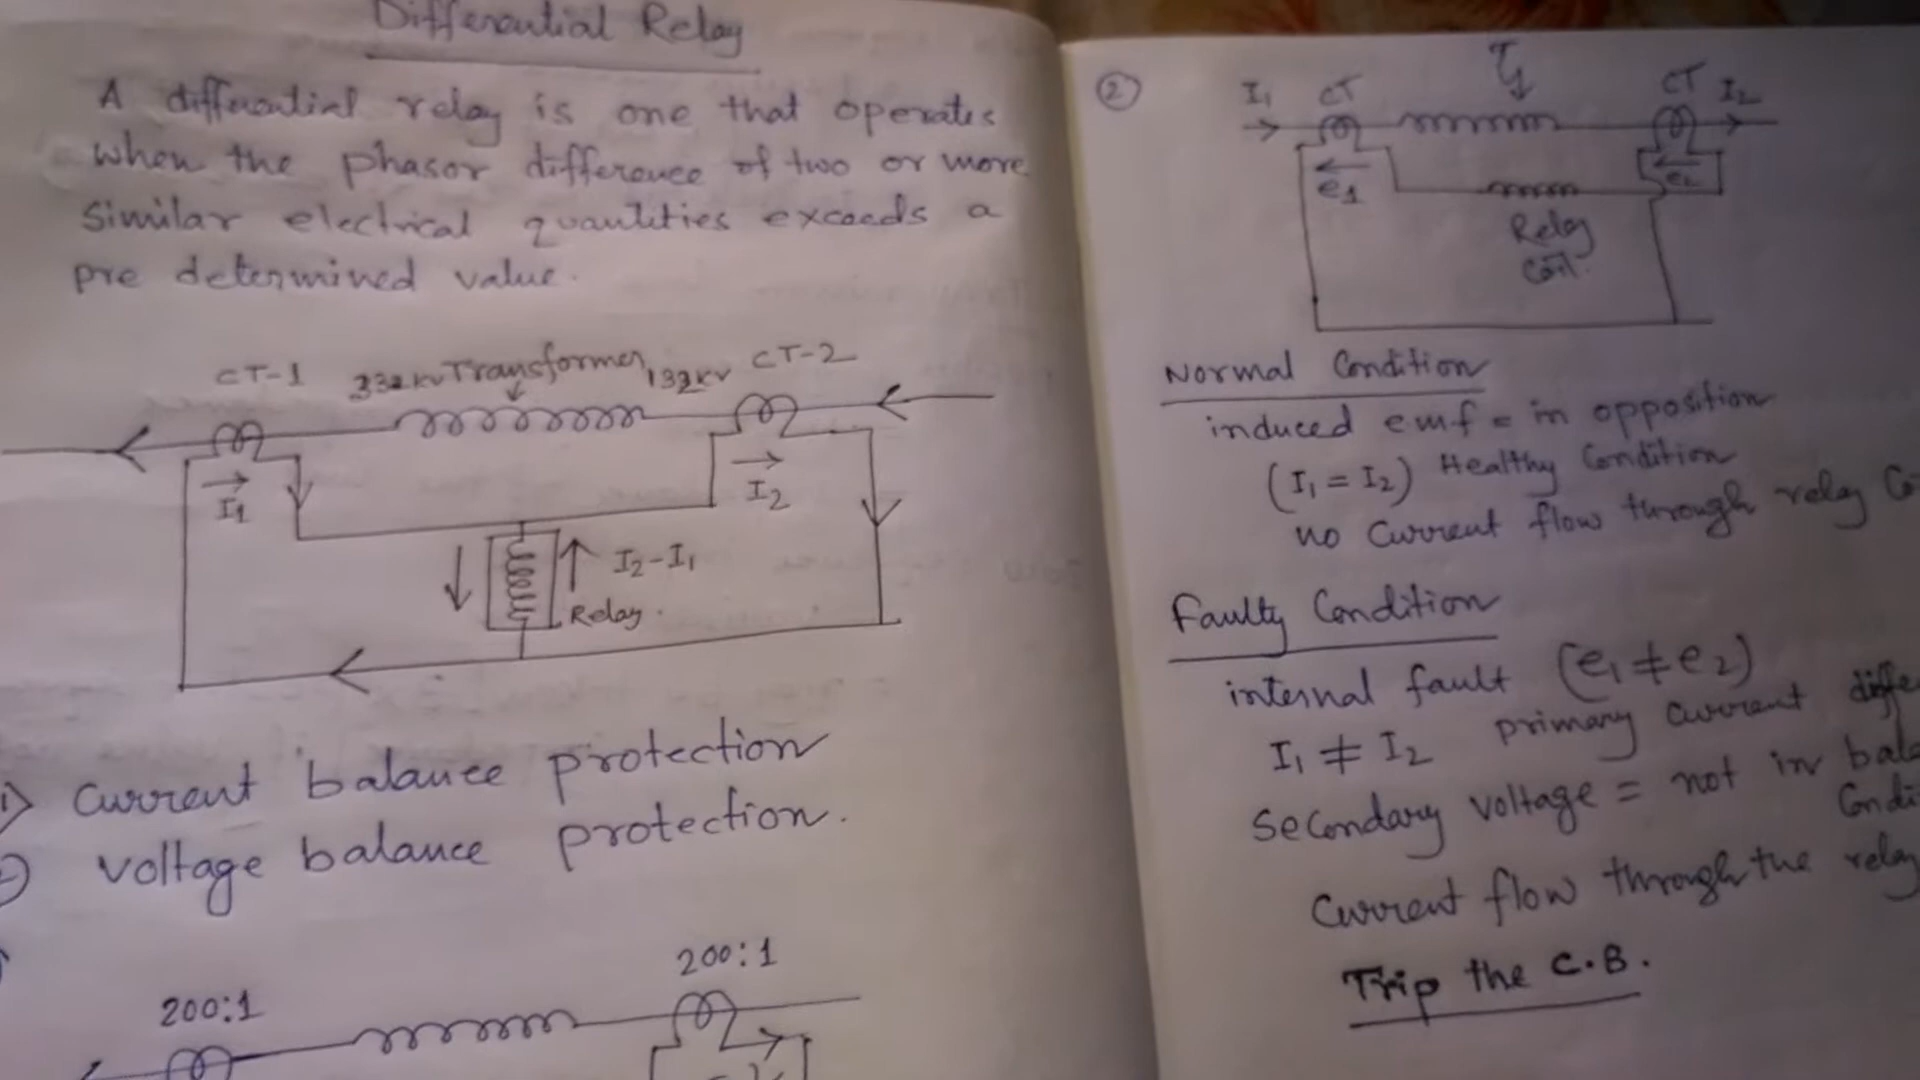 Differential Relay
A differential relay is one that operates
when the phasor difference of two or more
similar electrical quantities exceeds a
pre determined value.
CT-1 Transformer, 132kv CT-2
I1
I2
I2-I1
Relay.
1) Current balance protection
voltage balance protection.
200:1
200:1
2
I1 CT CT I2
e1 e2
Relay
Coil.
Normal Condition
induced emf = in opposition
(I1 = I2) Healthy Condition
no current flow through relay
Faulty Condition
internal fault (e1 ≠ e2)
I1 ≠ I2 primary current
Secondary voltage = not in
Current flow through the relay
Trip the C.B.